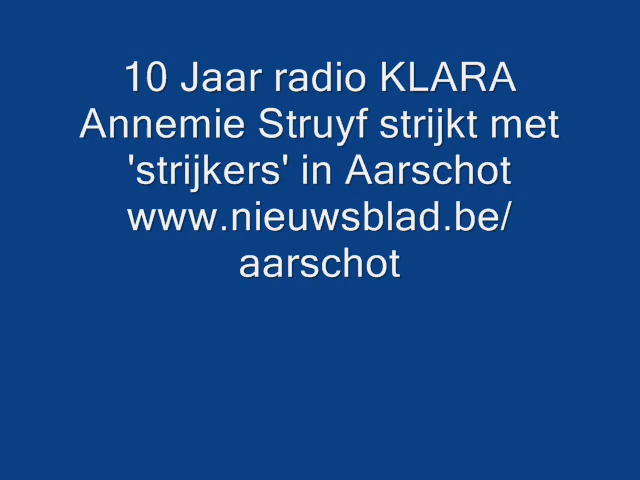 10 Jaar radio KLARA
Annemie Struyf strijkt met
'strijkers' in Aarschot
www.nieuwsblad.be/
aarschot